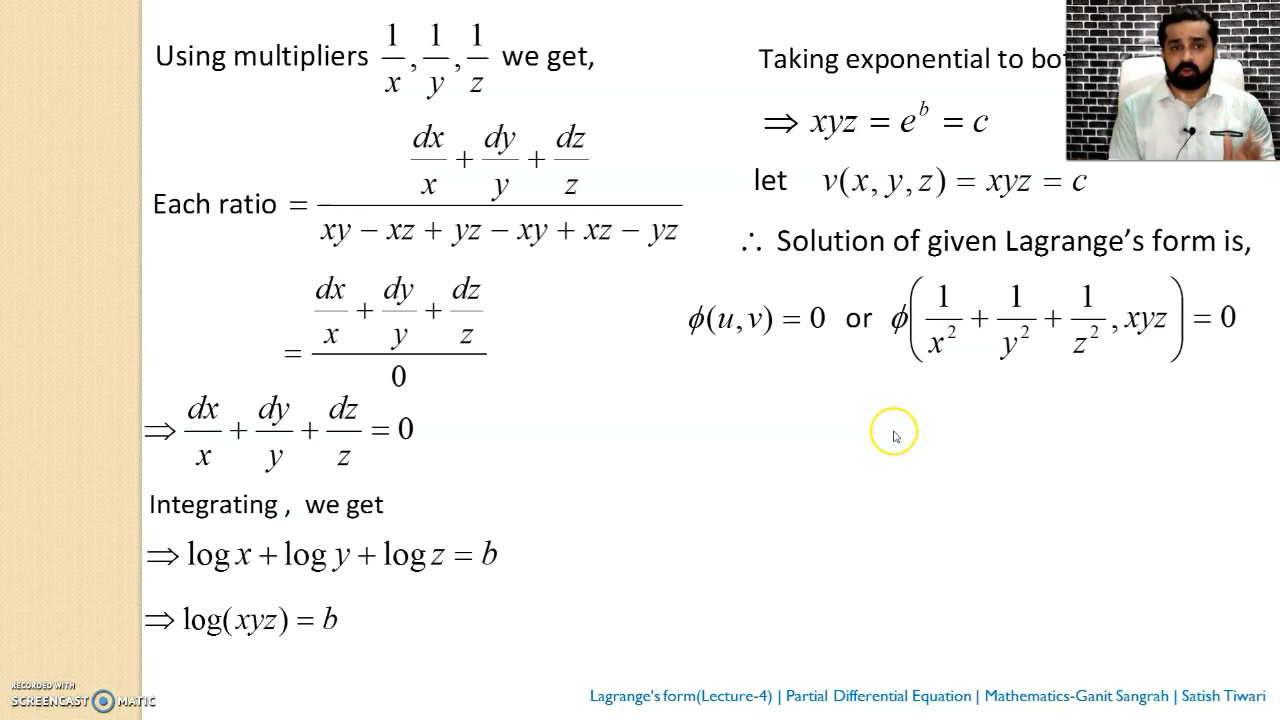 Using multipliers 1/x, 1/y, 1/z we get,
Each ratio = (dx/x + dy/y + dz/z)/(xy − xz + yz − xy + xz − yz)
= (dx/x + dy/y + dz/z)/0
⇒ dx/x + dy/y + dz/z = 0
Integrating , we get
⇒ log x + log y + log z = b
⇒ log(xyz) = b
Taking exponential to
⇒ xyz = e^b = c
let v(x, y, z) = xyz = c
∴ Solution of given Lagrange’s form is,
ϕ(u, v) = 0 or ϕ(1/x² + 1/y² + 1/z², xyz) = 0
RECORDED WITH
SCREENCAST MATIC
Lagrange's form(Lecture-4) | Partial Differential Equation | Mathematics-Ganit Sangrah | Satish Tiwari